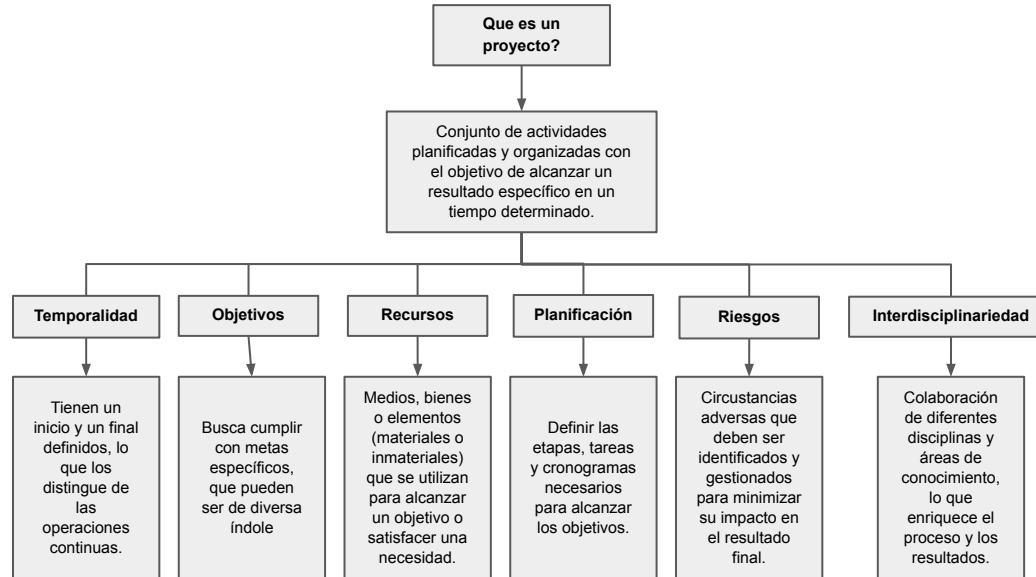 Que es un
proyecto?
Conjunto de actividades
planificadas y organizadas con
el objetivo de alcanzar un
resultado específico en un
tiempo determinado.
Temporalidad
Objetivos
Recursos
Planificación
Riesgos
Interdisciplinariedad
Tienen un
inicio y un final
definidos, lo
que los
distingue de
las
operaciones
continuas.
Busca cumplir
con metas
específicos,
que pueden
ser de diversa
índole
Medios, bienes
o elementos
(materiales o
inmateriales)
que se utilizan
para alcanzar
un objetivo o
satisfacer una
necesidad.
Definir las
etapas, tareas
y cronogramas
necesarios
para alcanzar
los objetivos.
Circustancias
adversas que
deben ser
identificados y
gestionados
para minimizar
su impacto en
el resultado
final.
Colaboración
de diferentes
disciplinas y
áreas de
conocimiento,
lo que
enriquece el
proceso y los
resultados.